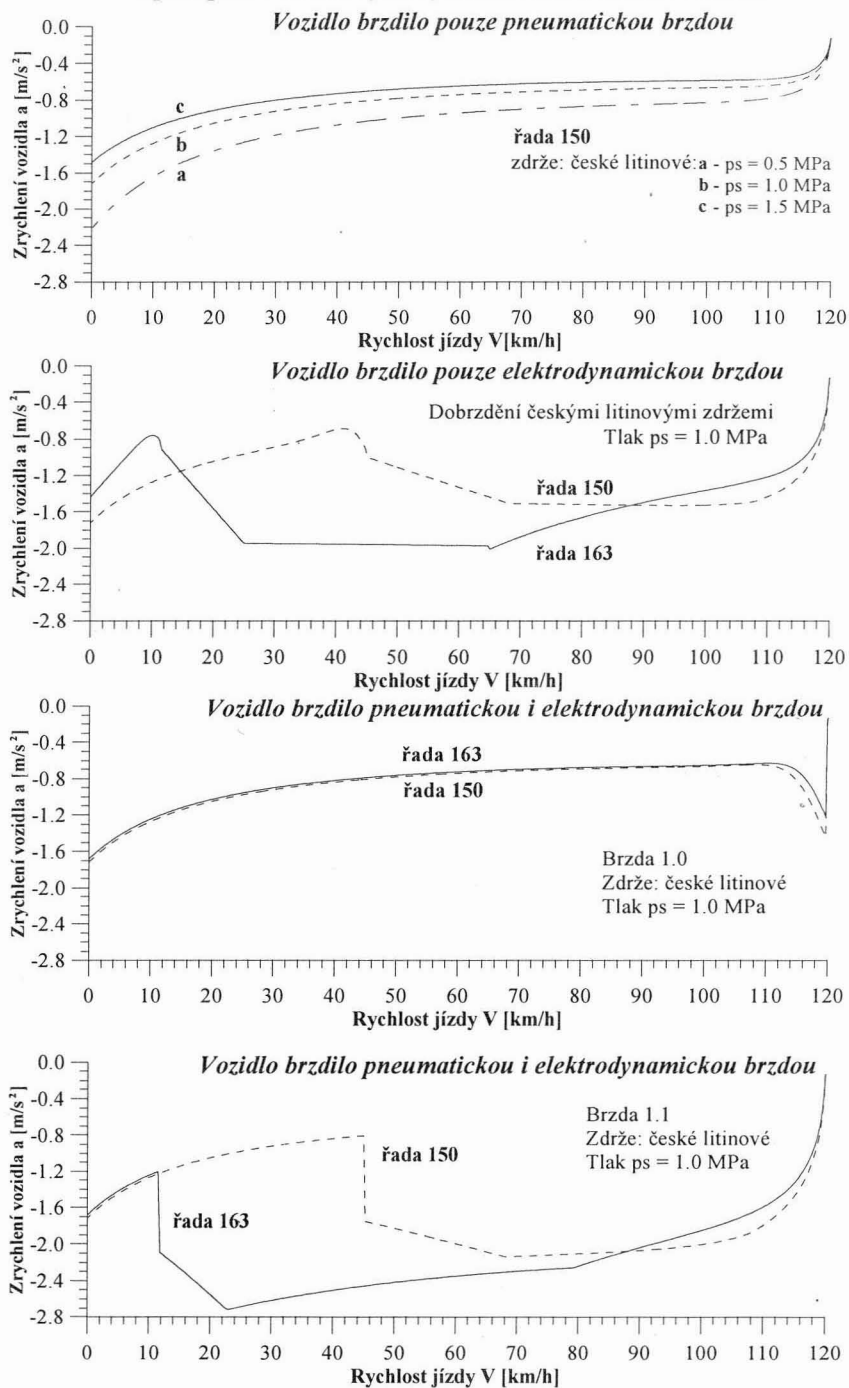 Vozidlo brzdilo pouze pneumatickou brzdou
Zrychlení vozidla a [m/s²]
0.0
-0.4
-0.8
-1.2
-1.6
-2.0
-2.4
-2.8
c
b
a
řada 150
zdrže: české litinové: a - ps = 0.5 MPa
b - ps = 1.0 MPa
c - ps = 1.5 MPa
0 10 20 30 40 50 60 70 80 90 100 110 120
Rychlost jízdy V[km/h]
Vozidlo brzdilo pouze elektrodynamickou brzdou
Zrychlení vozidla a [m/s²]
0.0
-0.4
-0.8
-1.2
-1.6
-2.0
-2.4
-2.8
Dobrzdění českými litinovými zdržemi
Tlak ps = 1.0 MPa
řada 150
řada 163
0 10 20 30 40 50 60 70 80 90 100 110 120
Rychlost jízdy V [km/h]
Vozidlo brzdilo pneumatickou i elektrodynamickou brzdou
Zrychlení vozidla a [m/s²]
0.0
-0.4
-0.8
-1.2
-1.6
-2.0
-2.4
-2.8
řada 163
řada 150
Brzda 1.0
Zdrže: české litinové
Tlak ps = 1.0 MPa
0 10 20 30 40 50 60 70 80 90 100 110 120
Rychlost jízdy V [km/h]
Vozidlo brzdilo pneumatickou i elektrodynamickou brzdou
Zrychlení vozidla a [m/s²]
0.0
-0.4
-0.8
-1.2
-1.6
-2.0
-2.4
-2.8
Brzda 1.1
Zdrže: české litinové
Tlak ps = 1.0 MPa
řada 150
řada 163
0 10 20 30 40 50 60 70 80 90 100 110 120
Rychlost jízdy V [km/h]